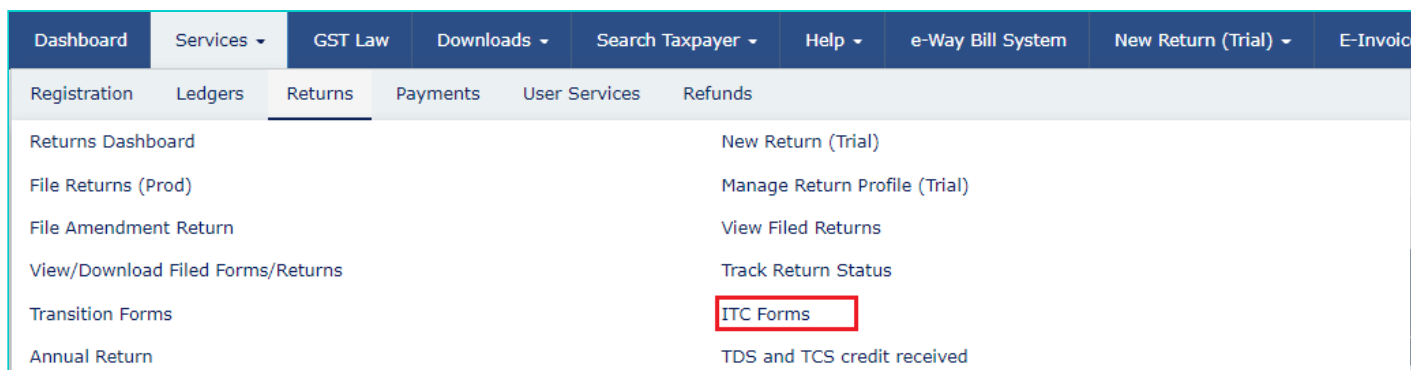 Dashboard Services GST Law Downloads Search Taxpayer Help e-Way Bill System New Return (Trial) E-Invoic
Registration Ledgers Returns Payments User Services Refunds
Returns Dashboard New Return (Trial)
File Returns (Prod) Manage Return Profile (Trial)
File Amendment Return View Filed Returns
View/Download Filed Forms/Returns Track Return Status
Transition Forms ITC Forms
Annual Return TDS and TCS credit received